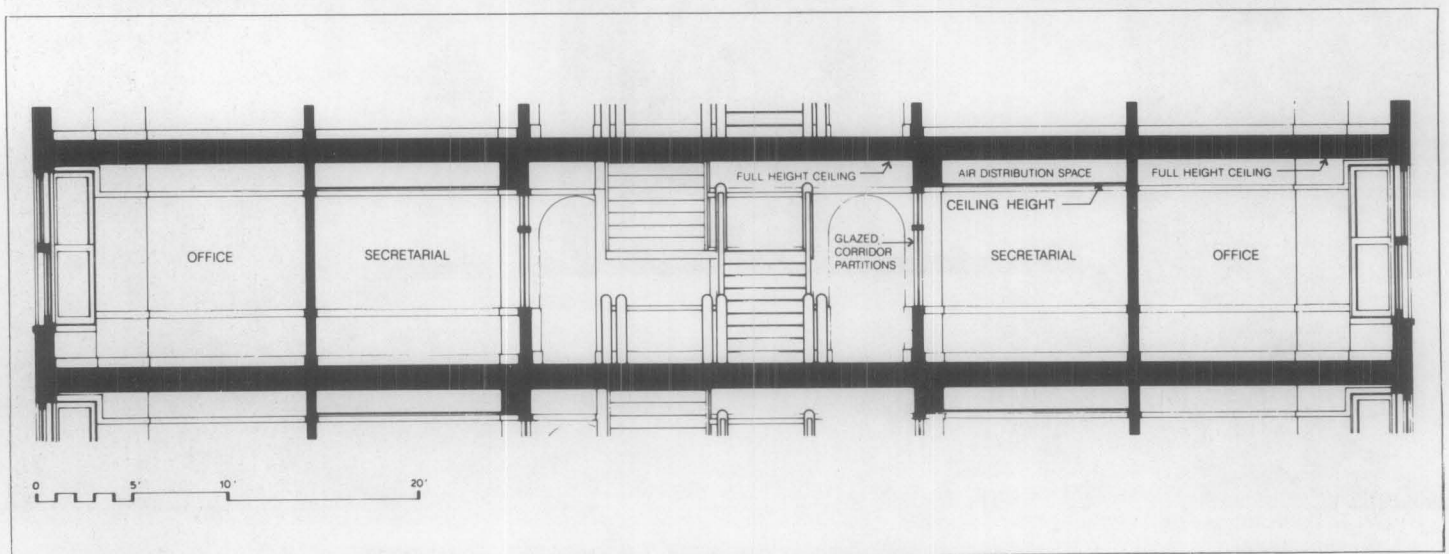 FULL HEIGHT CEILING
AIR DISTRIBUTION SPACE
FULL HEIGHT CEILING
CEILING HEIGHT
OFFICE
SECRETARIAL
GLAZED
CORRIDOR
PARTITIONS
SECRETARIAL
OFFICE
0 5' 10' 20'